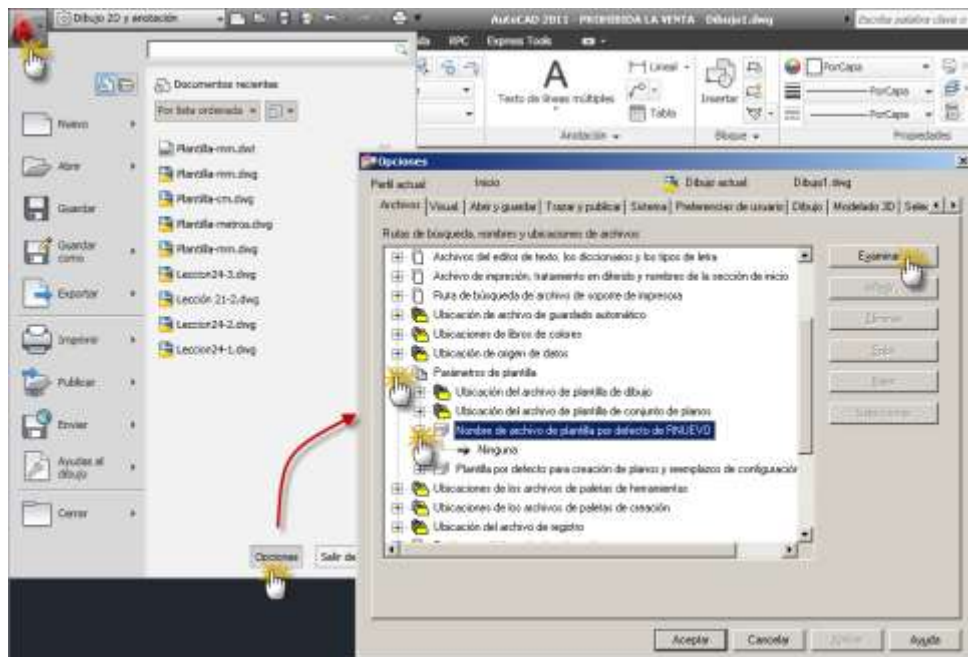 Dibujo 2D y anotación
AutoCAD 2011 PROHIBIDA LA VENTA Dibujo1.dwg
Escriba palabra clave o
RPC Express Tools
Documentos recientes
Por lista ordenada
Nuevo
Abrir
Guardar
Guardar como
Exportar
Imprimir
Publicar
Enviar
Ayudas al dibujo
Cerrar
Plantilla-mm.dwt
Plantilla-mm.dwg
Plantilla-cm.dwg
Plantilla-metros.dwg
Plantilla-mm.dwg
Leccion24-3.dwg
Lección 21-2.dwg
Leccion24-2.dwg
Leccion24-1.dwg
Opciones
Salir de
A
Texto de líneas múltiples
Lineal
Tabla
Anotación
Insertar
Bloque
PorCapa
PorCapa
PorCapa
Propiedades
Opciones
Perfil actual: Inicio
Dibujo actual: Dibujo1.dwg
Archivos Visual Abrir y guardar Trazar y publicar Sistema Preferencias de usuario Dibujo Modelado 3D Selec
Rutas de búsqueda, nombres y ubicaciones de archivos:
Archivos del editor de texto, los diccionarios y los tipos de letra
Archivo de impresión, tratamiento en diferido y nombres de la sección de inicio
Ruta de búsqueda de archivo de soporte de impresora
Ubicación de archivo de guardado automático
Ubicaciones de libros de colores
Ubicación de origen de datos
Parámetros de plantilla
Ubicación del archivo de plantilla de dibujo
Ubicación del archivo de plantilla de conjunto de planos
Nombre de archivo de plantilla por defecto de RNUEVO
Ninguna
Plantilla por defecto para creación de planos y reemplazos de configuración
Ubicaciones de los archivos de paletas de herramientas
Ubicaciones de los archivos de paletas de creación
Ubicación del archivo de registro
Examinar
Eliminar
Aceptar
Cancelar
Aplicar
Ayuda